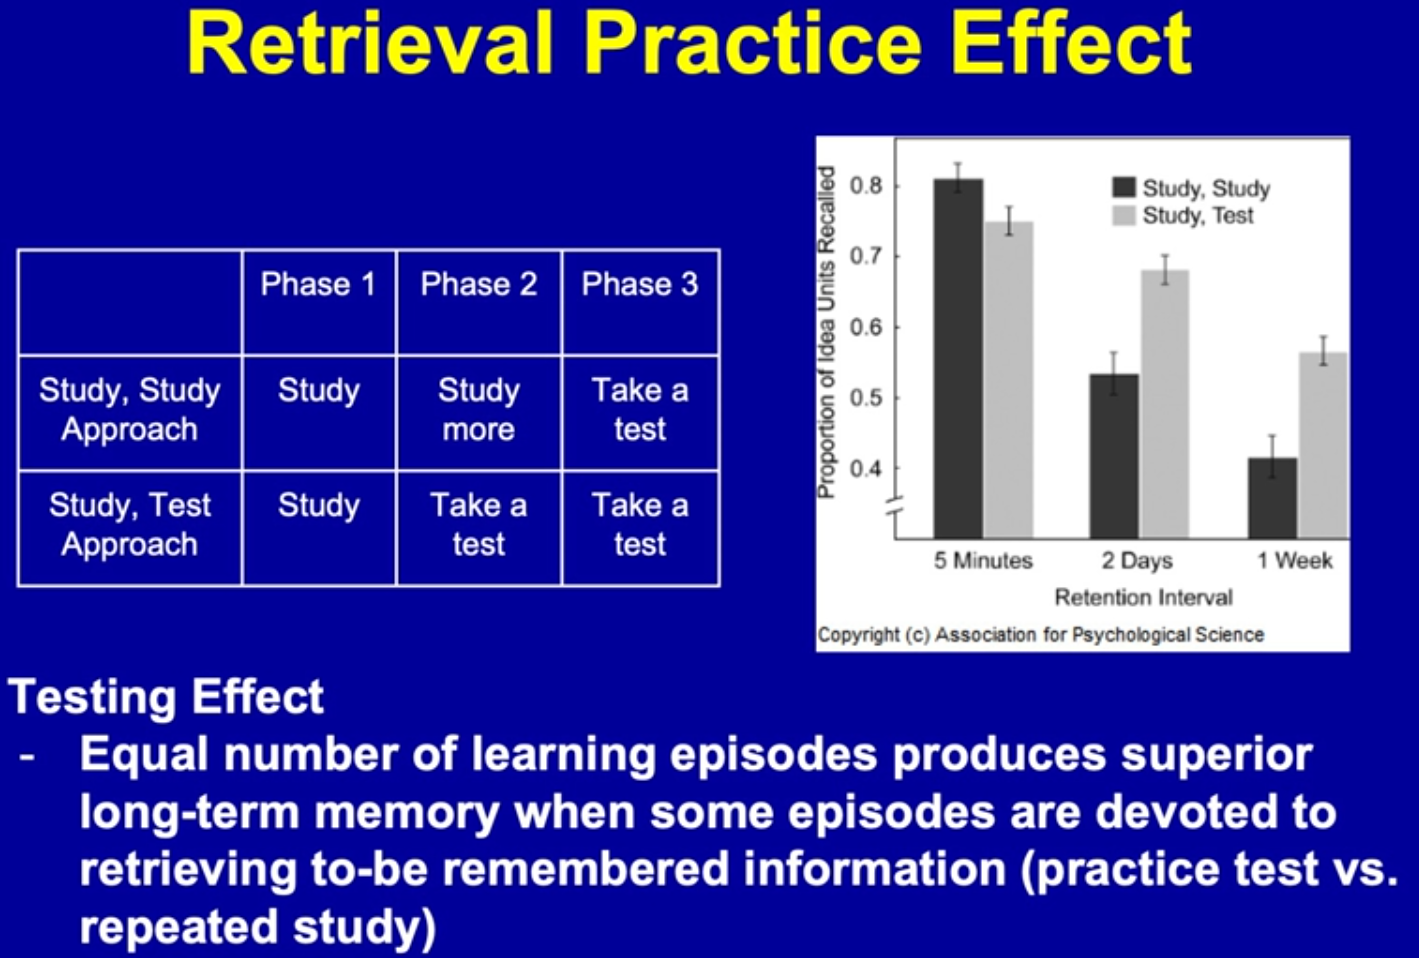 Retrieval Practice Effect
Phase 1
Phase 2
Phase 3
Study, Study
Approach
Study
Study
more
Take a
test
Study, Test
Approach
Study
Take a
test
Take a
test
Proportion of Idea Units Recalled
0.8
0.7
0.6
0.5
0.4
Study, Study
Study, Test
5 Minutes
2 Days
1 Week
Retention Interval
Copyright (c) Association for Psychological Science
Testing Effect
- Equal number of learning episodes produces superior
long-term memory when some episodes are devoted to
retrieving to-be remembered information (practice test vs.
repeated study)